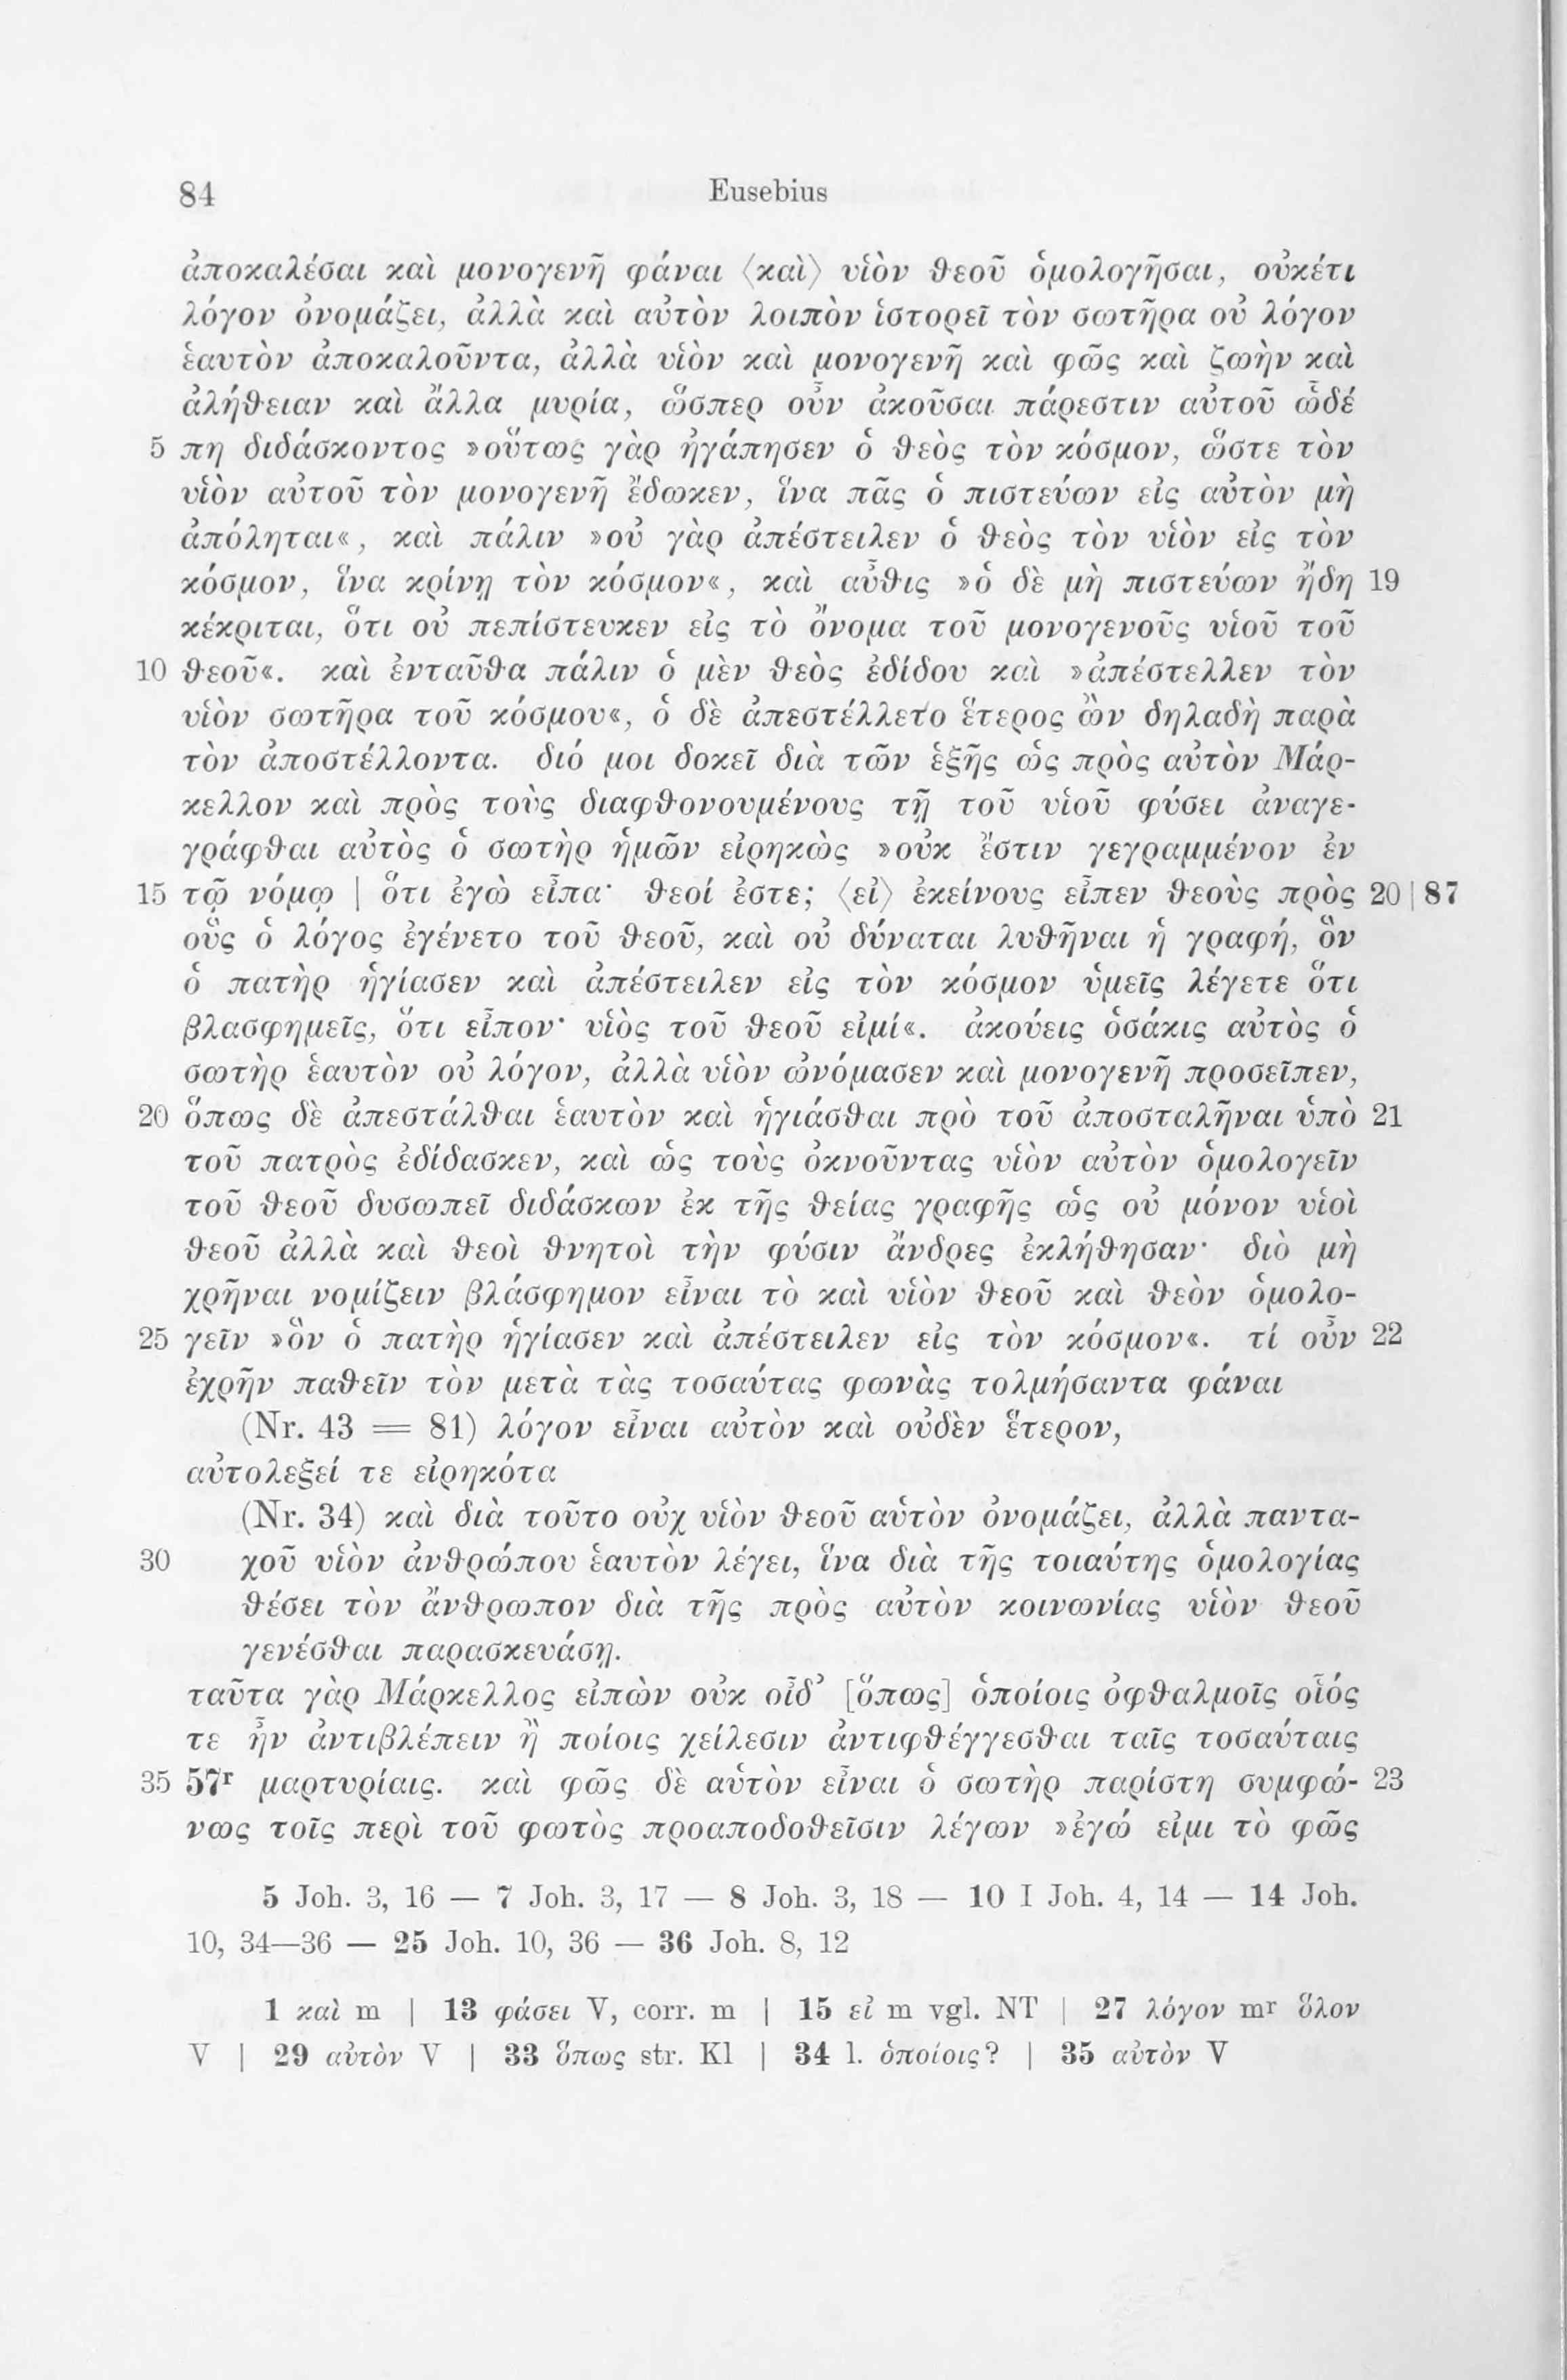 84 Eusebius
ἀποκαλέσαι καὶ μονογενῆ φάναι ⟨καὶ⟩ υἱὸν θεοῦ ὁμολογῆσαι, οὐκέτι
λόγον ὀνομάζει, ἀλλὰ καὶ αὐτὸν λοιπὸν ἱστορεῖ τὸν σωτῆρα οὐ λόγον
ἑαυτὸν ἀποκαλοῦντα, ἀλλὰ υἱὸν καὶ μονογενῆ καὶ φῶς καὶ ζωὴν καὶ
ἀλήθειαν καὶ ἄλλα μυρία, ὥσπερ οὖν ἀκοῦσαι πάρεστιν αὐτοῦ ὧδέ
5 πη διδάσκοντος »οὕτως γὰρ ἠγάπησεν ὁ θεὸς τὸν κόσμον, ὥστε τὸν
υἱὸν αὐτοῦ τὸν μονογενῆ ἔδωκεν, ἵνα πᾶς ὁ πιστεύων εἰς αὐτὸν μὴ
ἀπόληται«, καὶ πάλιν »οὐ γὰρ ἀπέστειλεν ὁ θεὸς τὸν υἱὸν εἰς τὸν
κόσμον, ἵνα κρίνῃ τὸν κόσμον«, καὶ αὖθις »ὁ δὲ μὴ πιστεύων ἤδη 19
κέκριται, ὅτι οὐ πεπίστευκεν εἰς τὸ ὄνομα τοῦ μονογενοῦς υἱοῦ τοῦ
10 θεοῦ«. καὶ ἐνταῦθα πάλιν ὁ μὲν θεὸς ἐδίδου καὶ »ἀπέστελλεν τὸν
υἱὸν σωτῆρα τοῦ κόσμου«, ὁ δὲ ἀπεστέλλετο ἕτερος ὢν δηλαδὴ παρὰ
τὸν ἀποστέλλοντα. διό μοι δοκεῖ διὰ τῶν ἑξῆς ὡς πρὸς αὐτὸν Μάρ-
κελλον καὶ πρὸς τοὺς διαφθονουμένους τῇ τοῦ υἱοῦ φύσει ἀναγε-
γράφθαι αὐτὸς ὁ σωτὴρ ἡμῶν εἰρηκὼς »οὐκ ἔστιν γεγραμμένον ἐν
15 τῷ νόμῳ | ὅτι ἐγὼ εἶπα· θεοί ἐστε; ⟨εἰ⟩ ἐκείνους εἶπεν θεοὺς πρὸς 20 | 87
οὓς ὁ λόγος ἐγένετο τοῦ θεοῦ, καὶ οὐ δύναται λυθῆναι ἡ γραφή, ὃν
ὁ πατὴρ ἡγίασεν καὶ ἀπέστειλεν εἰς τὸν κόσμον ὑμεῖς λέγετε ὅτι
βλασφημεῖς, ὅτι εἶπον· υἱὸς τοῦ θεοῦ εἰμί«. ἀκούεις ὁσάκις αὐτὸς ὁ
σωτὴρ ἑαυτὸν οὐ λόγον, ἀλλὰ υἱὸν ὠνόμασεν καὶ μονογενῆ προσεῖπεν,
20 ὅπως δὲ ἀπεστάλθαι ἑαυτὸν καὶ ἡγιάσθαι πρὸ τοῦ ἀποσταλῆναι ὑπὸ 21
τοῦ πατρὸς ἐδίδασκεν, καὶ ὡς τοὺς ὀκνοῦντας υἱὸν αὐτὸν ὁμολογεῖν
τοῦ θεοῦ δυσωπεῖ διδάσκων ἐκ τῆς θείας γραφῆς ὡς οὐ μόνον υἱοὶ
θεοῦ ἀλλὰ καὶ θεοὶ θνητοὶ τὴν φύσιν ἄνδρες ἐκλήθησαν· διὸ μὴ
χρῆναι νομίζειν βλάσφημον εἶναι τὸ καὶ υἱὸν θεοῦ καὶ θεὸν ὁμολο-
25 γεῖν »ὃν ὁ πατὴρ ἡγίασεν καὶ ἀπέστειλεν εἰς τὸν κόσμον«. τί οὖν 22
ἐχρῆν παθεῖν τὸν μετὰ τὰς τοσαύτας φωνὰς τολμήσαντα φάναι
(Nr. 43 = 81) λόγον εἶναι αὐτὸν καὶ οὐδὲν ἕτερον,
αὐτολεξεί τε εἰρηκότα
(Nr. 34) καὶ διὰ τοῦτο οὐχ υἱὸν θεοῦ αὑτὸν ὀνομάζει, ἀλλὰ παντα-
30 χοῦ υἱὸν ἀνθρώπου ἑαυτὸν λέγει, ἵνα διὰ τῆς τοιαύτης ὁμολογίας
θέσει τὸν ἄνθρωπον διὰ τῆς πρὸς αὐτὸν κοινωνίας υἱὸν θεοῦ
γενέσθαι παρασκευάσῃ.
ταῦτα γὰρ Μάρκελλος εἰπὼν οὐκ οἶδ’ [ὅπως] ὁποίοις ὀφθαλμοῖς οἷός
τε ἦν ἀντιβλέπειν ἢ ποίοις χείλεσιν ἀντιφθέγγεσθαι ταῖς τοσαύταις
35 57r μαρτυρίαις. καὶ φῶς δὲ αὑτὸν εἶναι ὁ σωτὴρ παρίστη συμφώ- 23
νως τοῖς περὶ τοῦ φωτὸς προαποδοθεῖσιν λέγων »ἐγώ εἰμι τὸ φῶς
5 Joh. 3, 16 — 7 Joh. 3, 17 — 8 Joh. 3, 18 — 10 I Joh. 4, 14 — 14 Joh.
10, 34—36 — 25 Joh. 10, 36 — 36 Joh. 8, 12
1 καὶ m | 13 φάσει V, corr. m | 15 εἰ m vgl. NT | 27 λόγον mr ὅλον
V | 29 αὐτὸν V | 33 ὅπως str. Kl | 34 l. ὁποίοις? | 35 αὐτὸν V